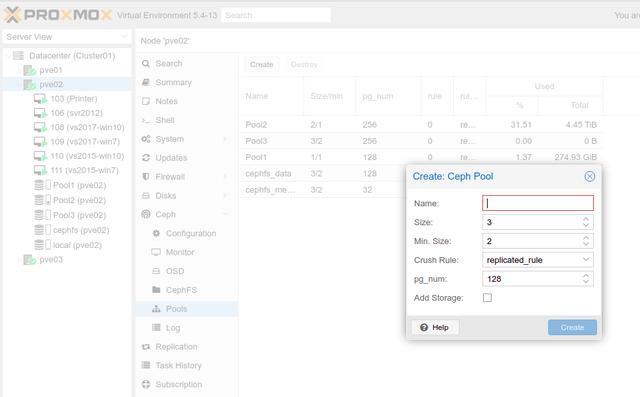 PROXMOX Virtual Environment 5.4-13 Search You are
Server View
Node 'pve02'
Datacenter (Cluster01)
pve01
pve02
103 (Printer)
106 (svr2012)
108 (vs2017-win10)
109 (vs2017-win7)
110 (vs2015-win10)
111 (vs2015-win7)
Pool1 (pve02)
Pool2 (pve02)
Pool3 (pve02)
cephfs (pve02)
local (pve02)
pve03
Search
Summary
Notes
Shell
System
Updates
Firewall
Disks
Ceph
Configuration
Monitor
OSD
CephFS
Pools
Log
Replication
Task History
Subscription
Create Destroy
Name Size/min pg_num rule rul... Used
% Total
Pool2 2/1 256 0 re... 31.51 4.45 TiB
Pool3 3/2 256 0 re... 0.00 0 B
Pool1 1/1 128 0 re... 1.37 274.93 GiB
cephfs_data 3/2 128
cephfs_me... 3/2 32
Create: Ceph Pool
Name:
Size: 3
Min. Size: 2
Crush Rule: replicated_rule
pg_num: 128
Add Storage:
Help Create